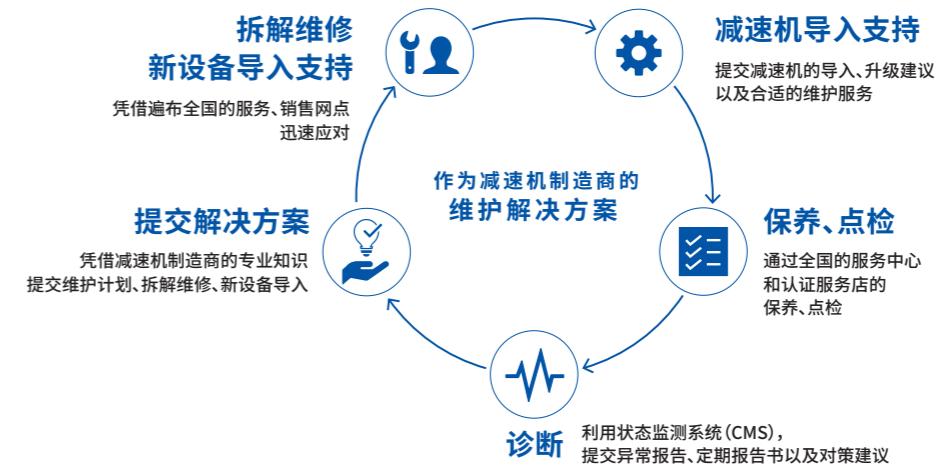 拆解维修
新设备导入支持
凭借遍布全国的服务、销售网点
迅速应对
减速机导入支持
提交减速机的导入、升级建议
以及合适的维护服务
作为减速机制造商的
维护解决方案
提交解决方案
凭借减速机制造商的专业知识
提交维护计划、拆解维修、新设备导入
保养、点检
通过全国的服务中心
和认证服务店的
保养、点检
诊断
利用状态监测系统（CMS），
提交异常报告、定期报告书以及对策建议